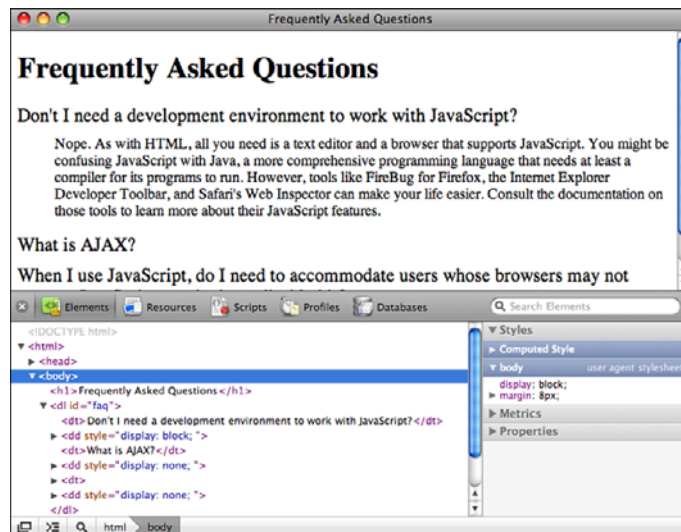 Frequently Asked Questions
Frequently Asked Questions
Don't I need a development environment to work with JavaScript?
Nope. As with HTML, all you need is a text editor and a browser that supports JavaScript. You might be
confusing JavaScript with Java, a more comprehensive programming language that needs at least a
compiler for its programs to run. However, tools like FireBug for Firefox, the Internet Explorer
Developer Toolbar, and Safari's Web Inspector can make your life easier. Consult the documentation on
those tools to learn more about their JavaScript features.
What is AJAX?
When I use JavaScript, do I need to accommodate users whose browsers may not
Elements Resources Scripts Profiles Databases Search Elements
<!DOCTYPE html>
<html>
<head>
<body>
<h1>Frequently Asked Questions</h1>
<dl id="faq">
<dt>Don't I need a development environment to work with JavaScript?</dt>
<dd style="display: block; ">
<dt>What is AJAX?</dt>
<dd style="display: none; ">
<dt>
<dd style="display: none; ">
</dl>
html body
Styles
Computed Style
body user agent stylesheet
display: block;
margin: 8px;
Metrics
Properties